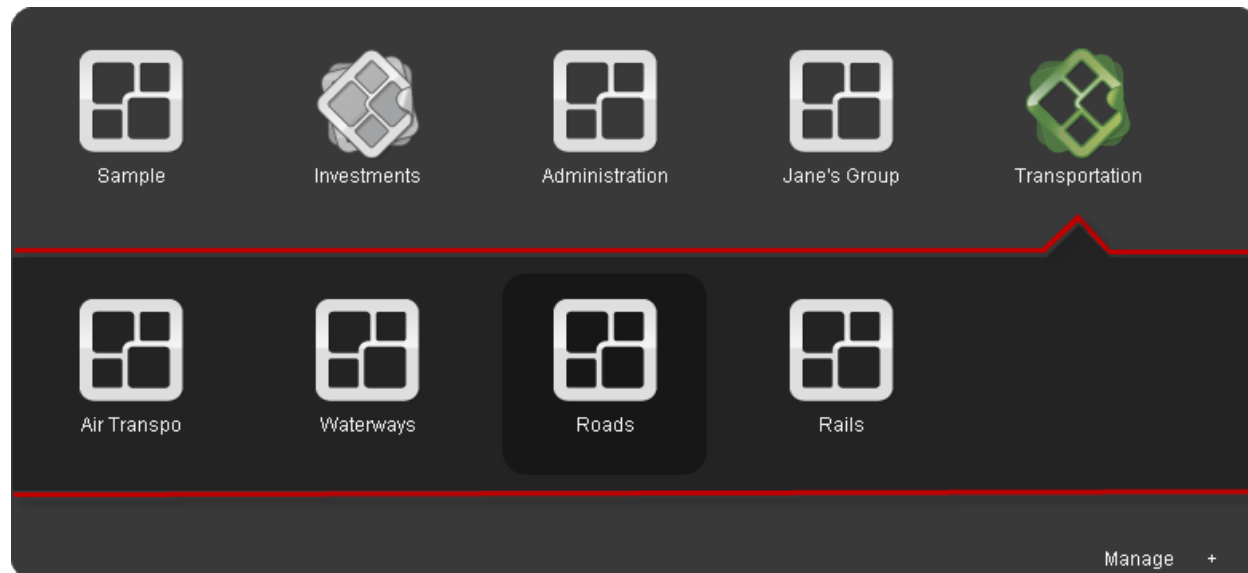 Sample Investments Administration Jane's Group Transportation
Air Transpo Waterways Roads Rails
Manage +